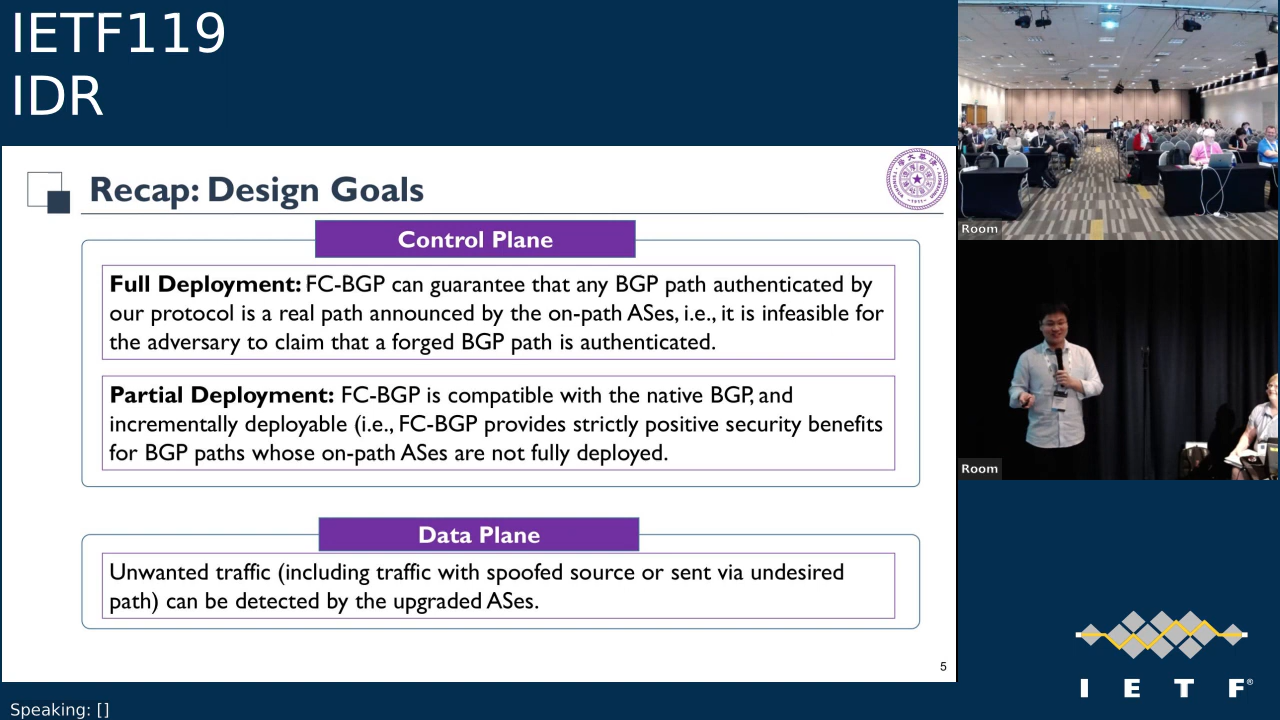 IETF119
IDR
Recap: Design Goals
Control Plane
Full Deployment: FC-BGP can guarantee that any BGP path authenticated by
our protocol is a real path announced by the on-path ASes, i.e., it is infeasible for
the adversary to claim that a forged BGP path is authenticated.
Partial Deployment: FC-BGP is compatible with the native BGP, and
incrementally deployable (i.e., FC-BGP provides strictly positive security benefits
for BGP paths whose on-path ASes are not fully deployed.
Data Plane
Unwanted traffic (including traffic with spoofed source or sent via undesired
path) can be detected by the upgraded ASes.
5
Room
Room
I E T F®
Speaking: []